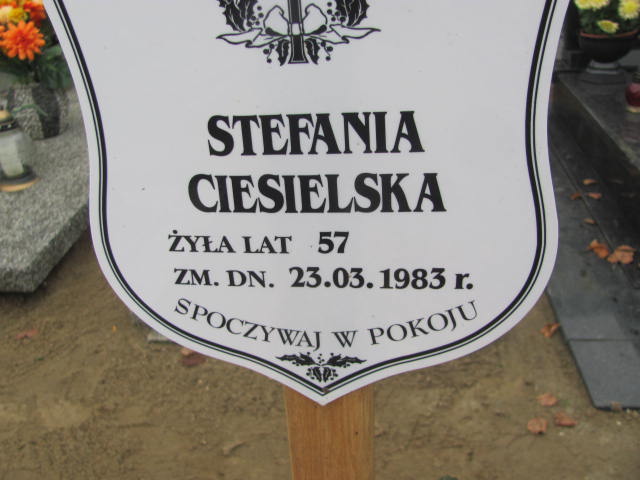 STEFANIA
CIESIELSKA
ŻYŁA LAT 57
ZM. DN. 23.03.1983 r.
SPOCZYWAJ W POKOJU